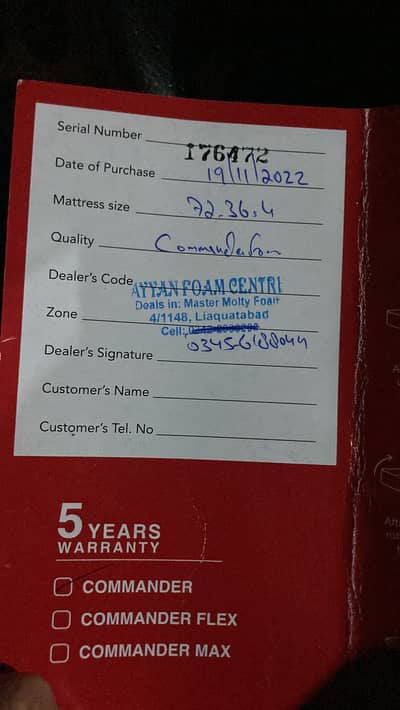 Serial Number 176472
Date of Purchase 19/11/2022
Mattress size 72.36.4
Quality
Dealer's Code AYYAN FOAM CENTRE
Deals in: Master Molty Foam
Zone 4/1148, Liaquatabad
Cell:
Dealer's Signature
Customer's Name
Customer's Tel. No
5 YEARS
WARRANTY
COMMANDER
COMMANDER FLEX
COMMANDER MAX